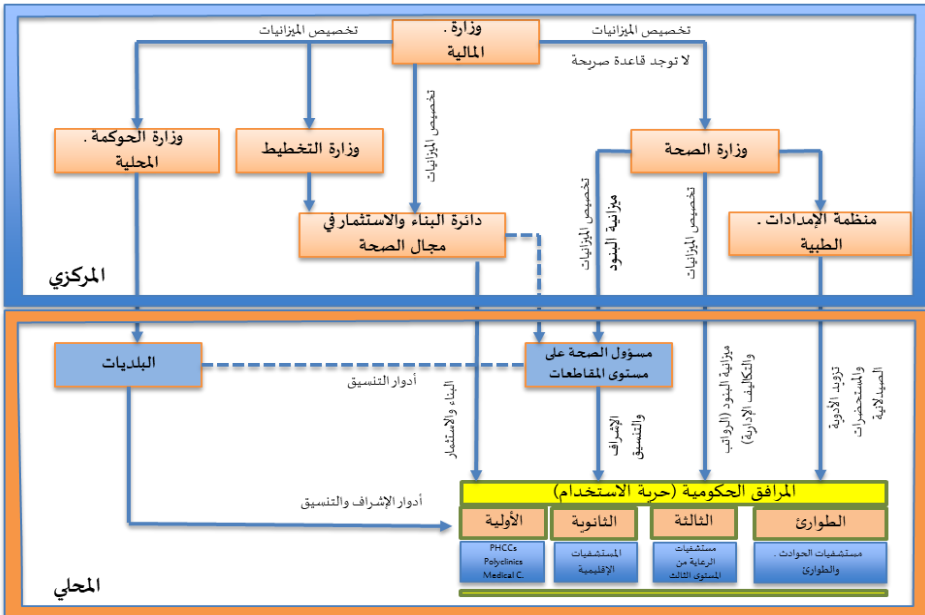 وزارة .
المالية
تخصيص الميزانيات
تخصيص الميزانيات
تخصيص الميزانيات
لا توجد قاعدة صريحة
تخصيص الميزانيات
وزارة الصحة
وزارة التخطيط
وزارة الحوكمة .
المحلية
منظمة الإمدادات .
الطبية
دائرة البناء والاستثمار في
مجال الصحة
تخصيص الميزانيات
ميزانية البنود
تخصيص الميزانيات
المركزي
مسؤول الصحة على
مستوى المقاطعات
البلديات
أدوار التنسيق
تزويد الأدوية
والمستحضرات
الصيدلانية
ميزانية البنود (الرواتب
والتكاليف الإدارية)
الإشراف
والتنسيق
البناء والاستثمار
المرافق الحكومية (حرية الاستخدام)
أدوار الإشراف والتنسيق
الطوارئ
الثالثة
الثانوية
الأولية
مستشفيات الحوادث .
والطوارئ
مستشفيات
الرعاية من
المستوى الثالث
المستشفيات
الإقليمية
PHCCs
Polyclinics
Medical C.
المحلي